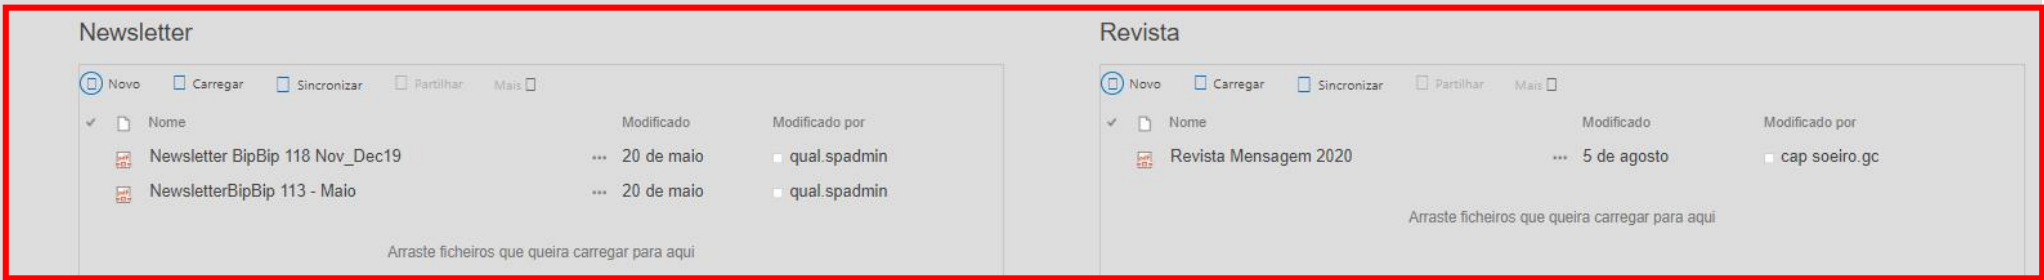 Newsletter
Novo Carregar Sincronizar Partilhar Mais
Nome Modificado Modificado por
Newsletter BipBip 118 Nov_Dec19 ... 20 de maio qual.spadmin
NewsletterBipBip 113 - Maio ... 20 de maio qual.spadmin
Arraste ficheiros que queira carregar para aqui
Revista
Novo Carregar Sincronizar Partilhar Mais
Nome Modificado Modificado por
Revista Mensagem 2020 ... 5 de agosto cap soeiro.gc
Arraste ficheiros que queira carregar para aqui